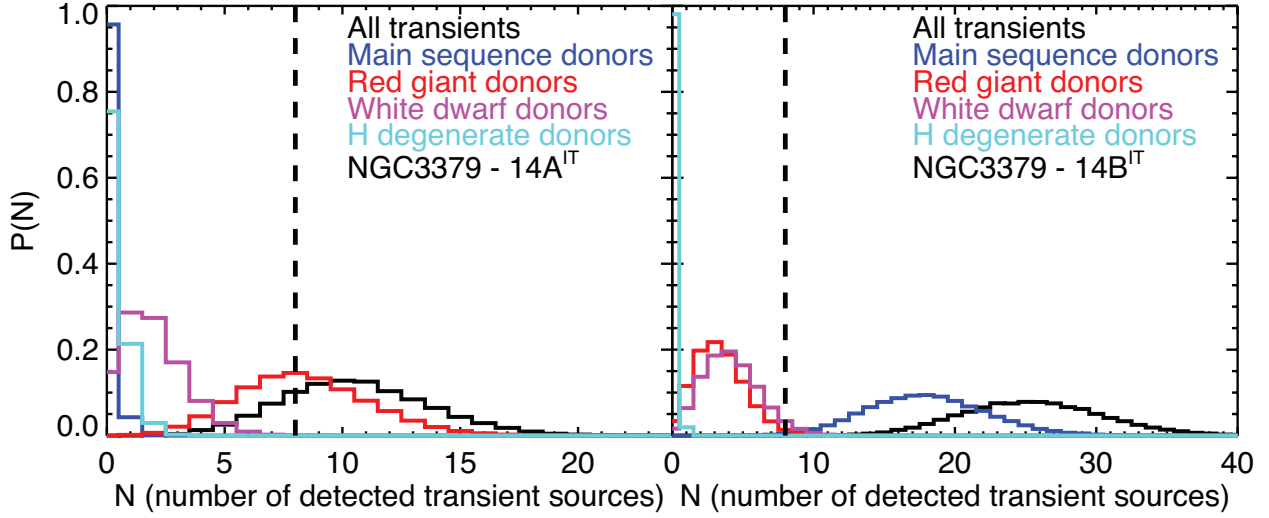 1.0
0.8
0.6
0.4
0.2
0.0
P(N)
All transients
Main sequence donors
Red giant donors
White dwarf donors
H degenerate donors
NGC3379 - 14A^IT
0 5 10 15 20
N (number of detected transient sources)
All transients
Main sequence donors
Red giant donors
White dwarf donors
H degenerate donors
NGC3379 - 14B^IT
0 10 20 30 40
N (number of detected transient sources)